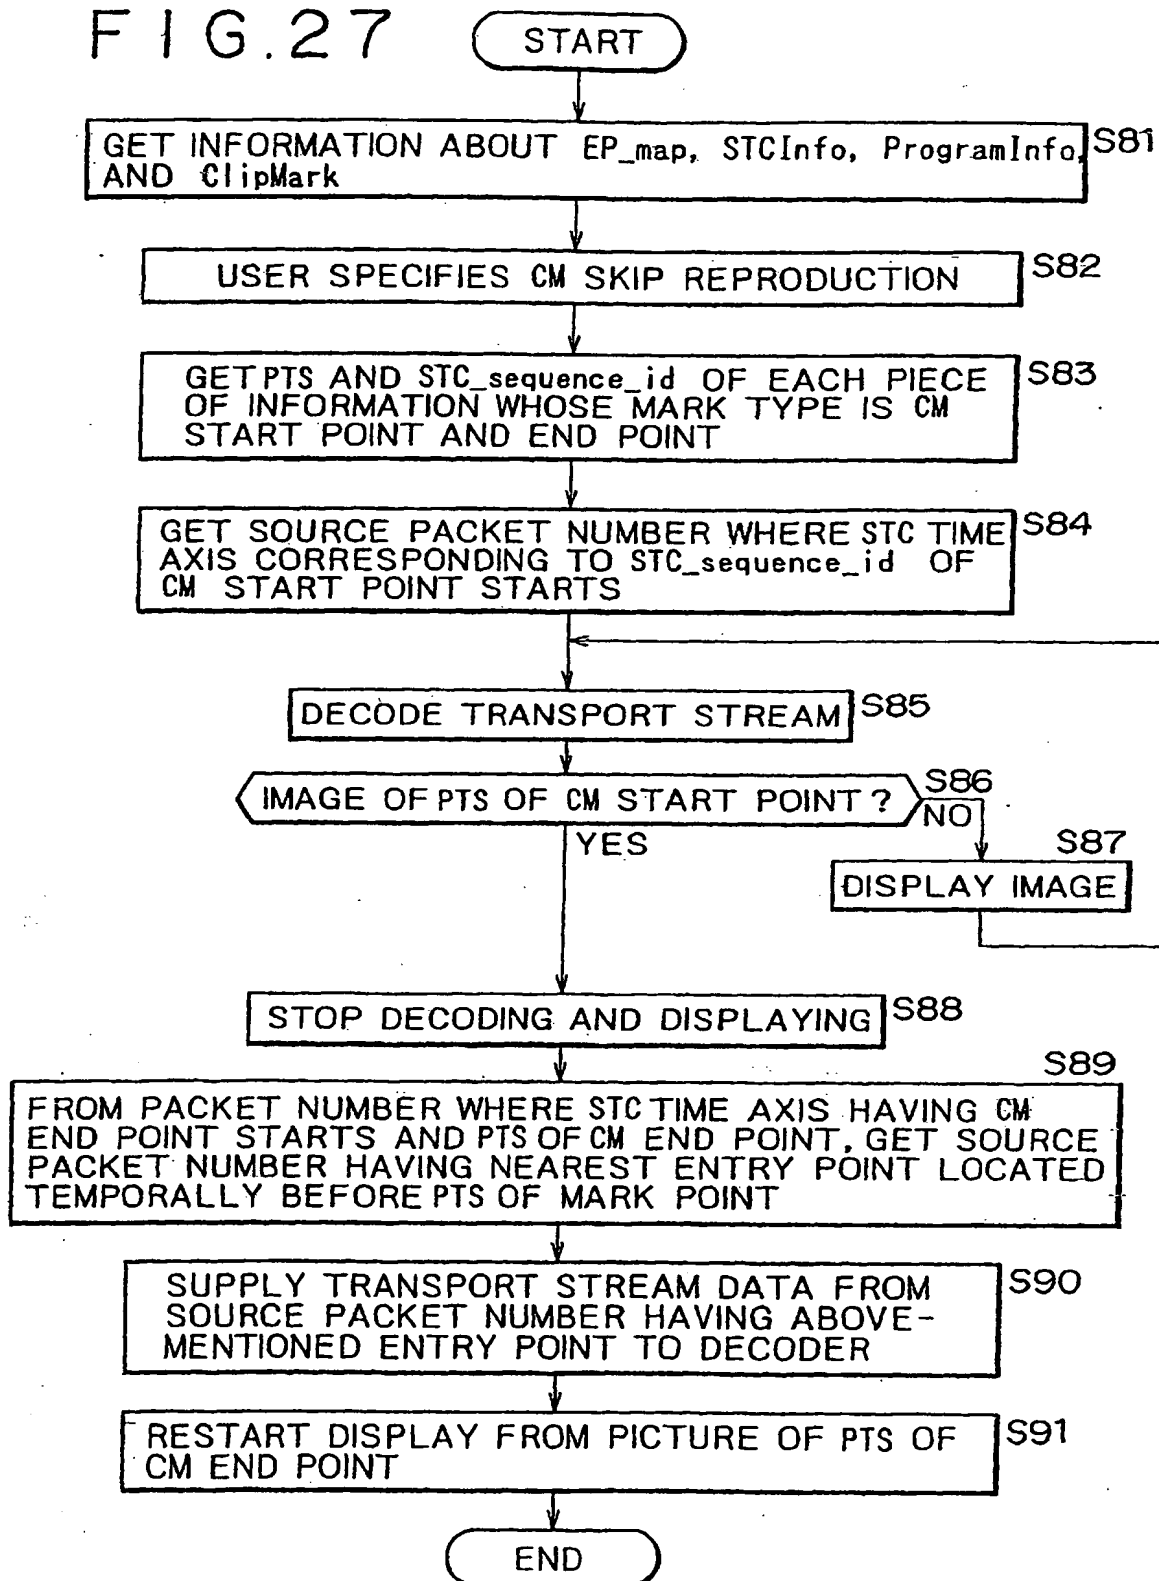 FIG.27
START
GET INFORMATION ABOUT EP_map, STCInfo, ProgramInfo, S81
AND ClipMark
USER SPECIFIES CM SKIP REPRODUCTION S82
GET PTS AND STC_sequence_id OF EACH PIECE S83
OF INFORMATION WHOSE MARK TYPE IS CM
START POINT AND END POINT
GET SOURCE PACKET NUMBER WHERE STC TIME S84
AXIS CORRESPONDING TO STC_sequence_id OF
CM START POINT STARTS
DECODE TRANSPORT STREAM S85
IMAGE OF PTS OF CM START POINT? S86
NO
YES
S87
DISPLAY IMAGE
STOP DECODING AND DISPLAYING S88
S89
FROM PACKET NUMBER WHERE STC TIME AXIS HAVING CM
END POINT STARTS AND PTS OF CM END POINT, GET SOURCE
PACKET NUMBER HAVING NEAREST ENTRY POINT LOCATED
TEMPORALLY BEFORE PTS OF MARK POINT
SUPPLY TRANSPORT STREAM DATA FROM S90
SOURCE PACKET NUMBER HAVING ABOVE-
MENTIONED ENTRY POINT TO DECODER
RESTART DISPLAY FROM PICTURE OF PTS OF S91
CM END POINT
END